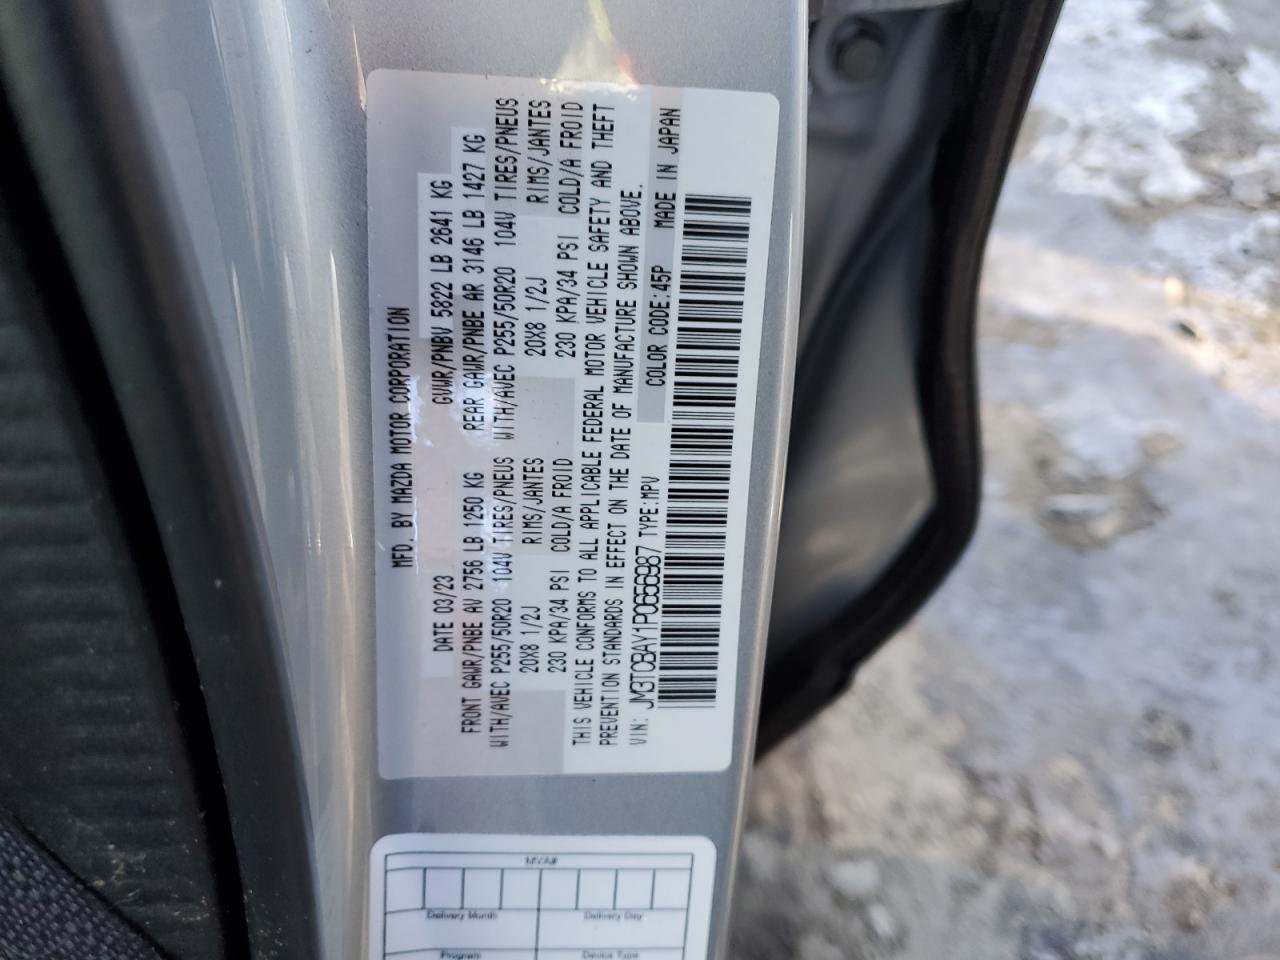 MFD. BY MAZDA MOTOR CORPORATION
DATE 03/23 GVWR/PNBV 5822 LB 2641 KG
FRONT GAWR/PNBE AV 2756 LB 1250 KG REAR GAWR/PNBE AR 3146 LB 1427 KG
WITH/AVEC P255/50R20 104V TIRES/PNEUS WITH/AVEC P255/50R20 104V TIRES/PNEUS
20X8 1/2J RIMS/JANTES 20X8 1/2J RIMS/JANTES
230 KPA/34 PSI COLD/A FROID 230 KPA/34 PSI COLD/A FROID
THIS VEHICLE CONFORMS TO ALL APPLICABLE FEDERAL MOTOR VEHICLE SAFETY AND THEFT
PREVENTION STANDARDS IN EFFECT ON THE DATE OF MANUFACTURE SHOWN ABOVE.
VIN: JM3TCBAY1P0656987 TYPE:MPV COLOR CODE:45P MADE IN JAPAN
MVA#
Delivery Month Delivery Day
Program Device Type